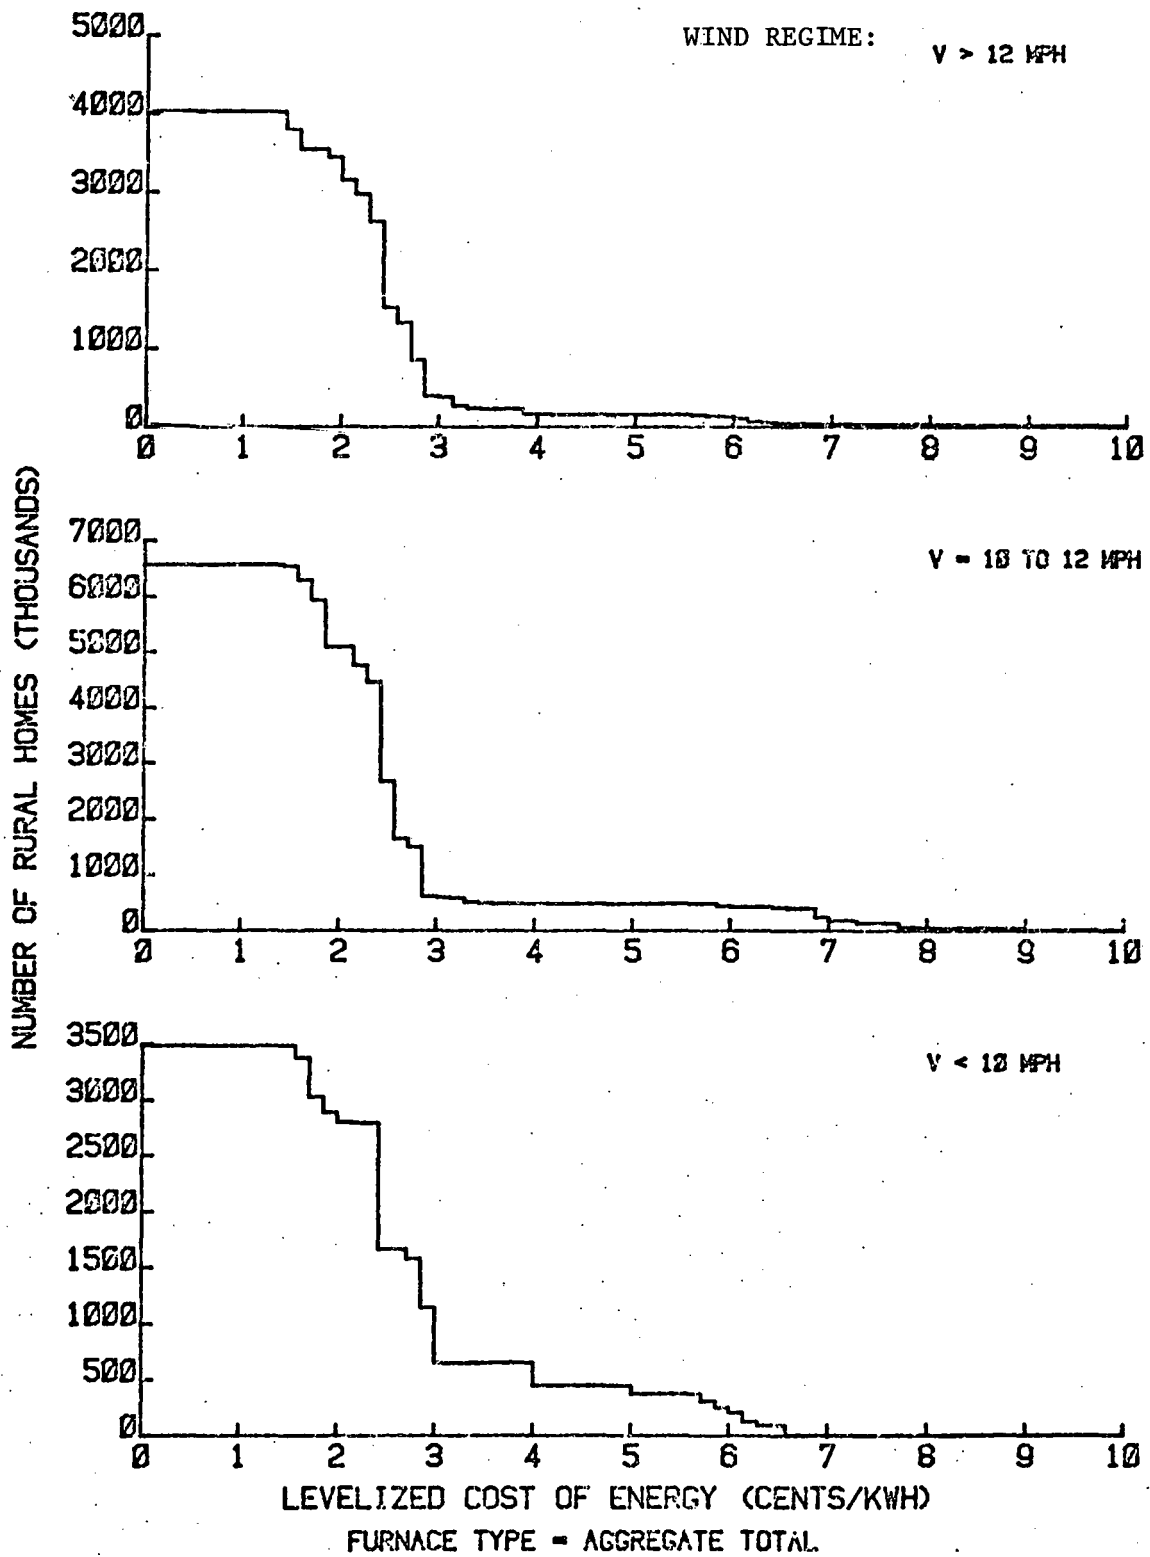 WIND REGIME:
V > 12 MPH
5000
4000
3000
2000
1000
0
0 1 2 3 4 5 6 7 8 9 10
NUMBER OF RURAL HOMES (THOUSANDS)
V = 10 TO 12 MPH
7000
6000
5000
4000
3000
2000
1000
0
0 1 2 3 4 5 6 7 8 9 10
V < 10 MPH
3500
3000
2500
2000
1500
1000
500
0
0 1 2 3 4 5 6 7 8 9 10
LEVELIZED COST OF ENERGY (CENTS/KWH)
FURNACE TYPE = AGGREGATE TOTAL